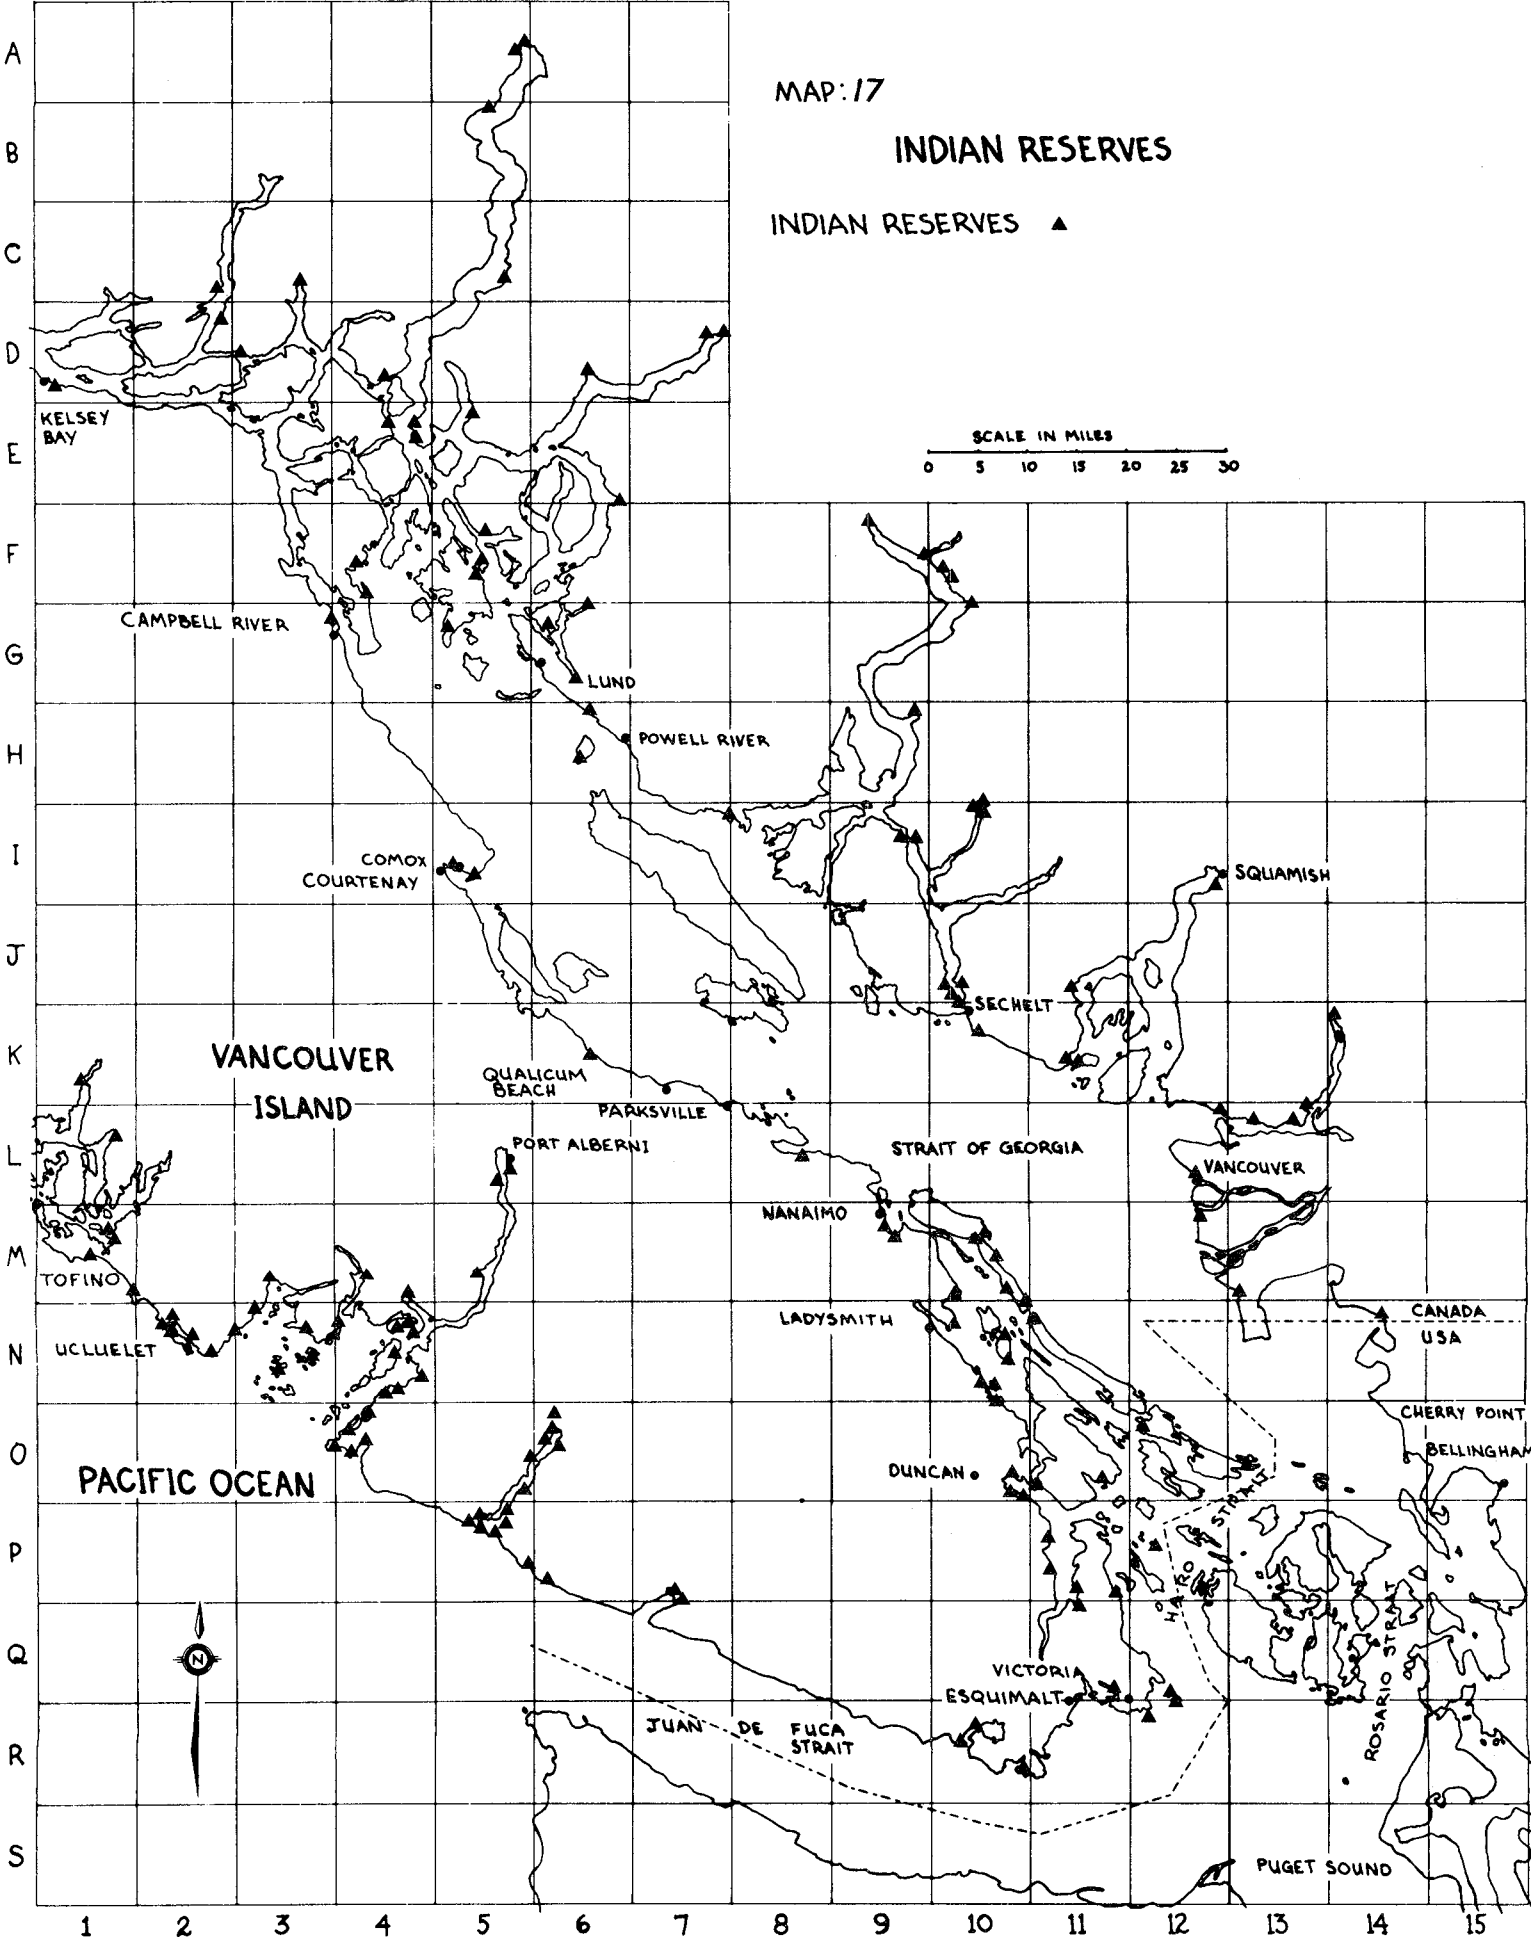 MAP: 17
INDIAN RESERVES
INDIAN RESERVES ▲
SCALE IN MILES
0 5 10 15 20 25 30
A
B
C
D
E
F
G
H
I
J
K
L
M
N
O
P
Q
R
S
KELSEY
BAY
CAMPBELL RIVER
LUND
POWELL RIVER
COMOX
COURTENAY
SQUAMISH
SECHELT
VANCOUVER
ISLAND
QUALICUM
BEACH
PARKSVILLE
PORT ALBERNI
STRAIT OF GEORGIA
VANCOUVER
NANAIMO
TOFINO
LADYSMITH
CANADA
USA
UCLUELET
CHERRY POINT
BELLINGHAM
DUNCAN
PACIFIC OCEAN
HARO STRAIT
ROSARIO STRAIT
N
VICTORIA
ESQUIMALT
JUAN DE FUCA
STRAIT
PUGET SOUND
1 2 3 4 5 6 7 8 9 10 11 12 13 14 15